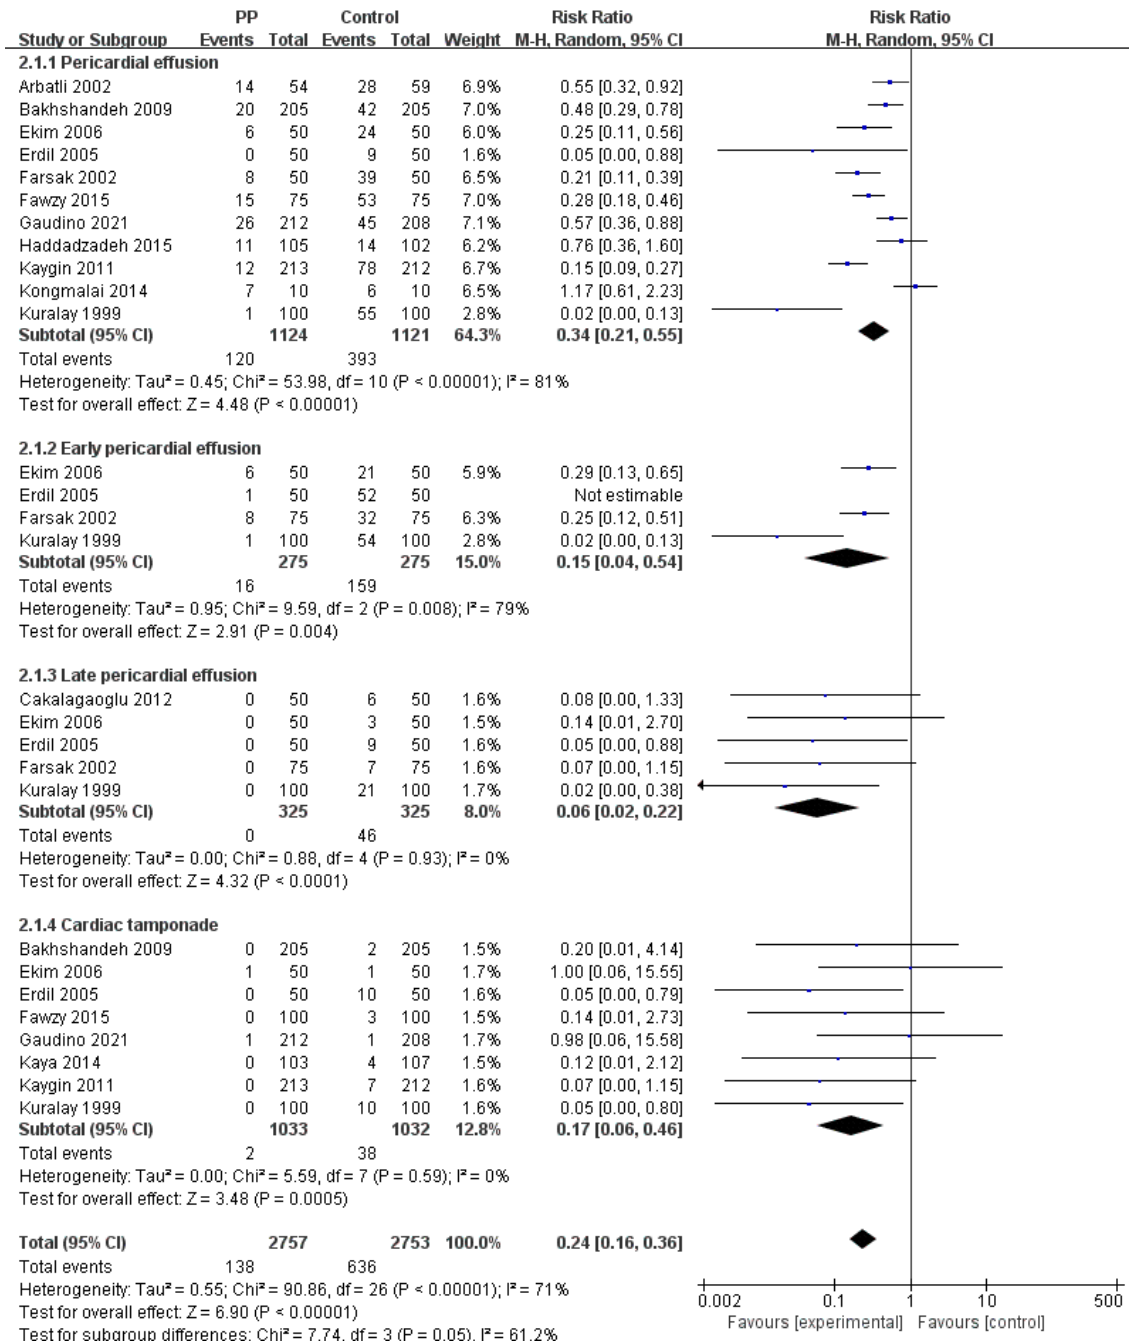 PP Control Risk Ratio Risk Ratio
Study or Subgroup Events Total Events Total Weight M-H, Random, 95% CI M-H, Random, 95% CI
2.1.1 Pericardial effusion
Arbatli 2002 14 54 28 59 6.9% 0.55 [0.32, 0.92]
Bakhshandeh 2009 20 205 42 205 7.0% 0.48 [0.29, 0.78]
Ekim 2006 6 50 24 50 6.0% 0.25 [0.11, 0.56]
Erdil 2005 0 50 9 50 1.6% 0.05 [0.00, 0.88]
Farsak 2002 8 50 39 50 6.5% 0.21 [0.11, 0.39]
Fawzy 2015 15 75 53 75 7.0% 0.28 [0.18, 0.46]
Gaudino 2021 26 212 45 208 7.1% 0.57 [0.36, 0.88]
Haddadzadeh 2015 11 105 14 102 6.2% 0.76 [0.36, 1.60]
Kaygin 2011 12 213 78 212 6.7% 0.15 [0.09, 0.27]
Kongmalai 2014 7 10 6 10 6.5% 1.17 [0.61, 2.23]
Kuralay 1999 1 100 55 100 2.8% 0.02 [0.00, 0.13]
Subtotal (95% CI) 1124 1121 64.3% 0.34 [0.21, 0.55]
Total events 120 393
Heterogeneity: Tau² = 0.45; Chi² = 53.98, df = 10 (P < 0.00001); I² = 81%
Test for overall effect: Z = 4.48 (P < 0.00001)
2.1.2 Early pericardial effusion
Ekim 2006 6 50 21 50 5.9% 0.29 [0.13, 0.65]
Erdil 2005 1 50 52 50 Not estimable
Farsak 2002 8 75 32 75 6.3% 0.25 [0.12, 0.51]
Kuralay 1999 1 100 54 100 2.8% 0.02 [0.00, 0.13]
Subtotal (95% CI) 275 275 15.0% 0.15 [0.04, 0.54]
Total events 16 159
Heterogeneity: Tau² = 0.95; Chi² = 9.59, df = 2 (P = 0.008); I² = 79%
Test for overall effect: Z = 2.91 (P = 0.004)
2.1.3 Late pericardial effusion
Cakalagaoglu 2012 0 50 6 50 1.6% 0.08 [0.00, 1.33]
Ekim 2006 0 50 3 50 1.5% 0.14 [0.01, 2.70]
Erdil 2005 0 50 9 50 1.6% 0.05 [0.00, 0.88]
Farsak 2002 0 75 7 75 1.6% 0.07 [0.00, 1.15]
Kuralay 1999 0 100 21 100 1.7% 0.02 [0.00, 0.38]
Subtotal (95% CI) 325 325 8.0% 0.06 [0.02, 0.22]
Total events 0 46
Heterogeneity: Tau² = 0.00; Chi² = 0.88, df = 4 (P = 0.93); I² = 0%
Test for overall effect: Z = 4.32 (P < 0.0001)
2.1.4 Cardiac tamponade
Bakhshandeh 2009 0 205 2 205 1.5% 0.20 [0.01, 4.14]
Ekim 2006 1 50 1 50 1.7% 1.00 [0.06, 15.55]
Erdil 2005 0 50 10 50 1.6% 0.05 [0.00, 0.79]
Fawzy 2015 0 100 3 100 1.5% 0.14 [0.01, 2.73]
Gaudino 2021 1 212 1 208 1.7% 0.98 [0.06, 15.58]
Kaya 2014 0 103 4 107 1.5% 0.12 [0.01, 2.12]
Kaygin 2011 0 213 7 212 1.6% 0.07 [0.00, 1.15]
Kuralay 1999 0 100 10 100 1.6% 0.05 [0.00, 0.80]
Subtotal (95% CI) 1033 1032 12.8% 0.17 [0.06, 0.46]
Total events 2 38
Heterogeneity: Tau² = 0.00; Chi² = 5.59, df = 7 (P = 0.59); I² = 0%
Test for overall effect: Z = 3.48 (P = 0.0005)
Total (95% CI) 2757 2753 100.0% 0.24 [0.16, 0.36]
Total events 138 636
Heterogeneity: Tau² = 0.55; Chi² = 90.86, df = 26 (P < 0.00001); I² = 71%
Test for overall effect: Z = 6.90 (P < 0.00001)
Test for subgroup differences: Chi² = 7.74, df = 3 (P = 0.05), I² = 61.2%
0.002 0.1 1 10 500
Favours [experimental] Favours [control]